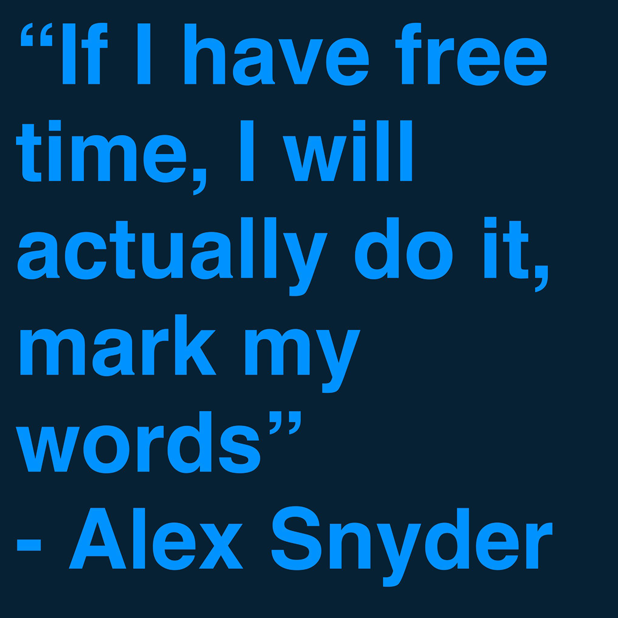 “If I have free
time, I will
actually do it,
mark my
words”
- Alex Snyder